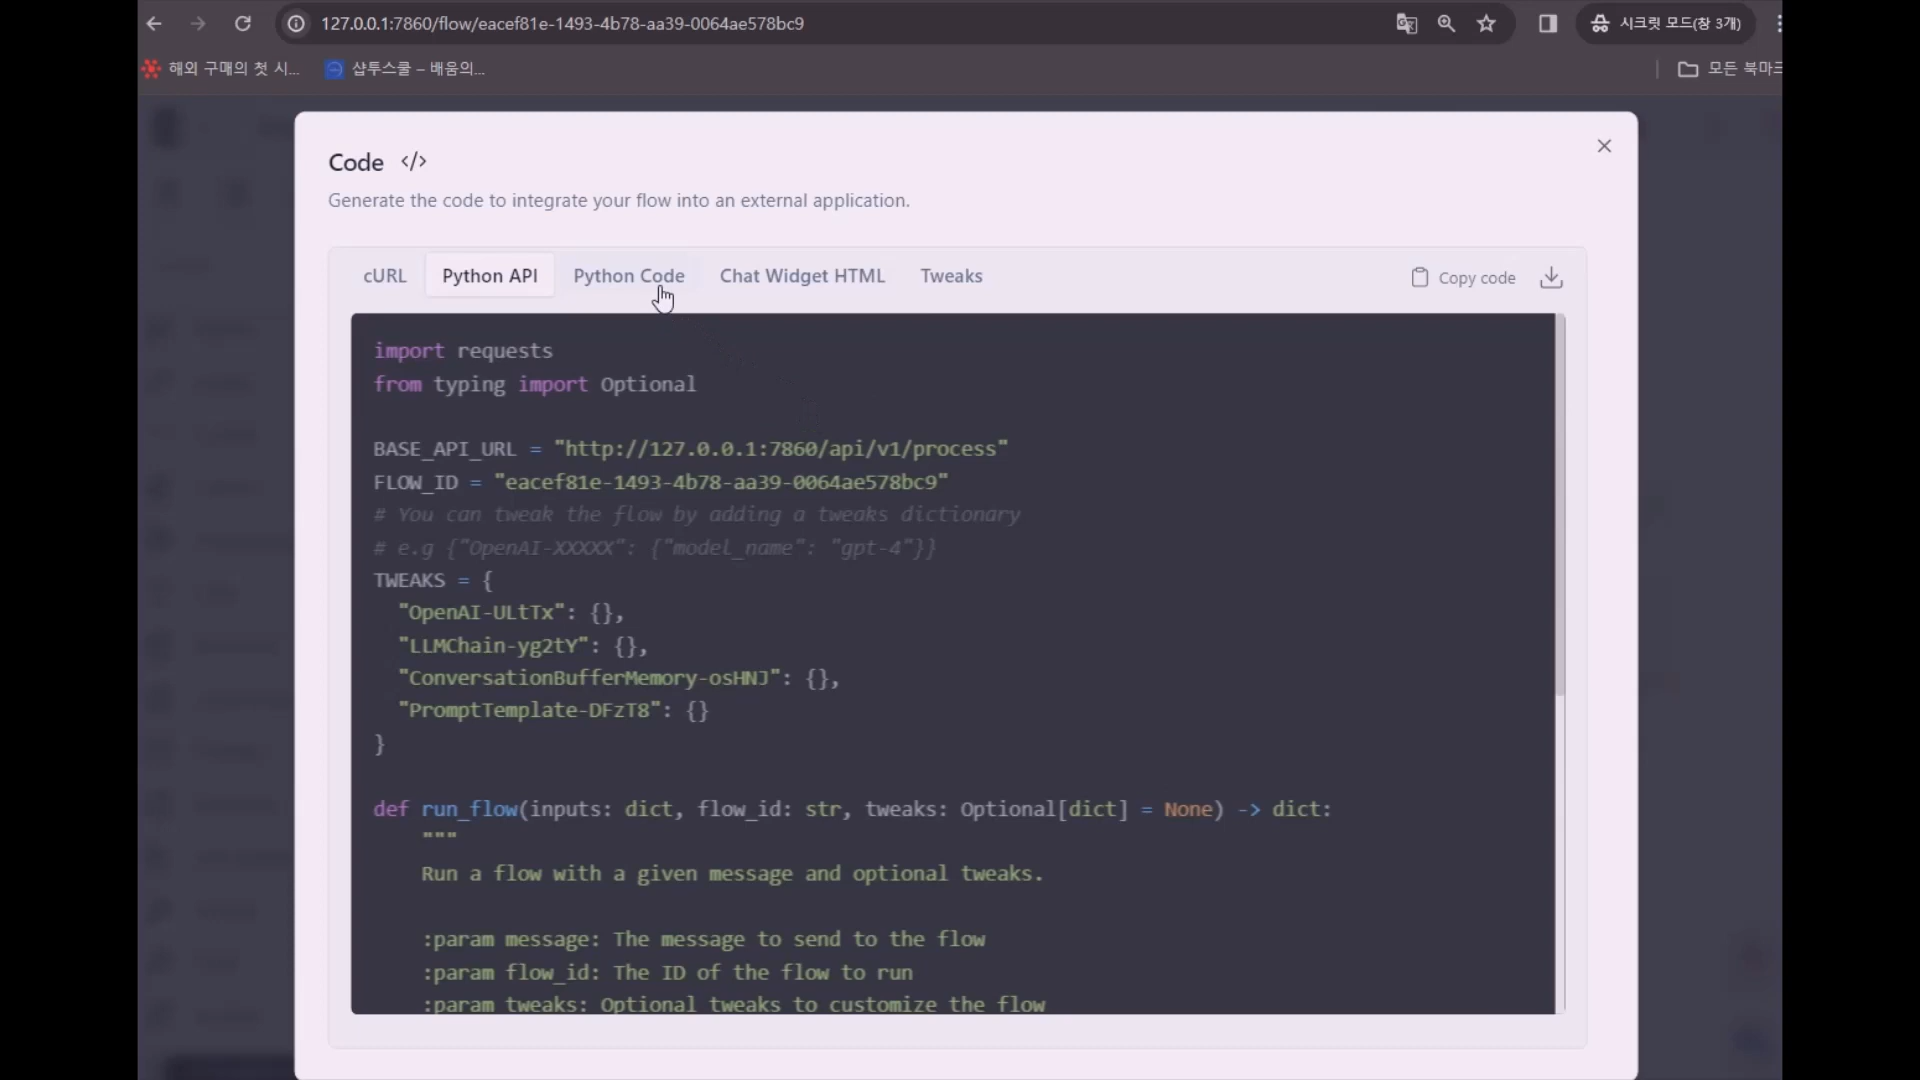 127.0.0.1:7860/flow/eacef81e-1493-4b78-aa39-0064ae578bc9
시크릿 모드(창 3개)
해외 구매의 첫 시...
샵투스쿨 – 배움의...
모든 북마크
Code </>
Generate the code to integrate your flow into an external application.
cURL
Python API
Python Code
Chat Widget HTML
Tweaks
Copy code
import requests
from typing import Optional
BASE_API_URL = "http://127.0.0.1:7860/api/v1/process"
FLOW_ID = "eacef81e-1493-4b78-aa39-0064ae578bc9"
# You can tweak the flow by adding a tweaks dictionary
# e.g {"OpenAI-XXXXX": {"model_name": "gpt-4"}}
TWEAKS = {
  "OpenAI-ULtTx": {},
  "LLMChain-yg2tY": {},
  "ConversationBufferMemory-osHNJ": {},
  "PromptTemplate-DFzT8": {}
}
def run_flow(inputs: dict, flow_id: str, tweaks: Optional[dict] = None) -> dict:
    """
    Run a flow with a given message and optional tweaks.
    :param message: The message to send to the flow
    :param flow_id: The ID of the flow to run
    :param tweaks: Optional tweaks to customize the flow